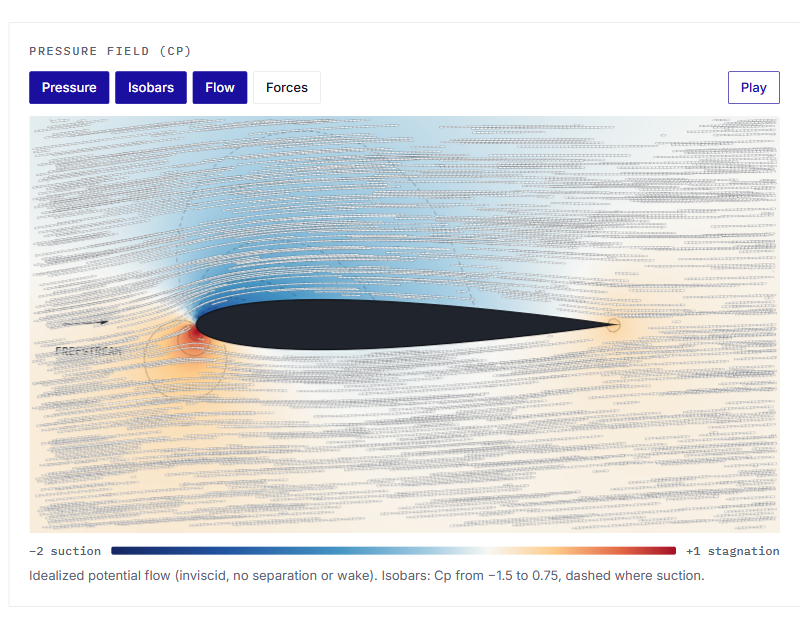 PRESSURE FIELD (CP)
Pressure Isobars Flow Forces Play
FREESTREAM
−2 suction +1 stagnation
Idealized potential flow (inviscid, no separation or wake). Isobars: Cp from −1.5 to 0.75, dashed where suction.